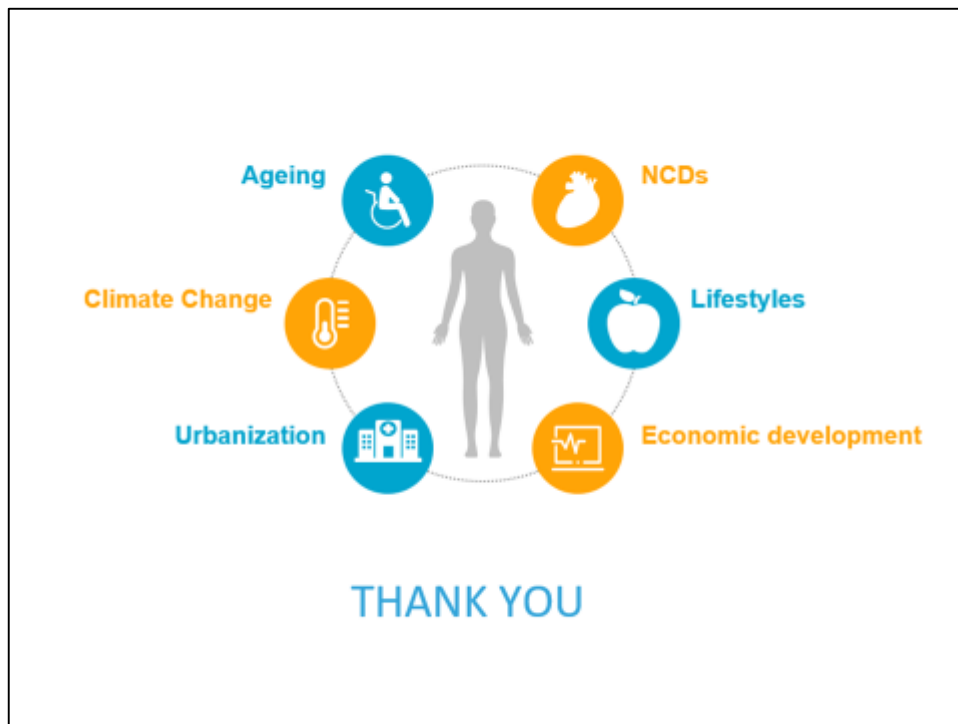 Ageing
NCDs
Climate Change
Lifestyles
Urbanization
Economic development
THANK YOU